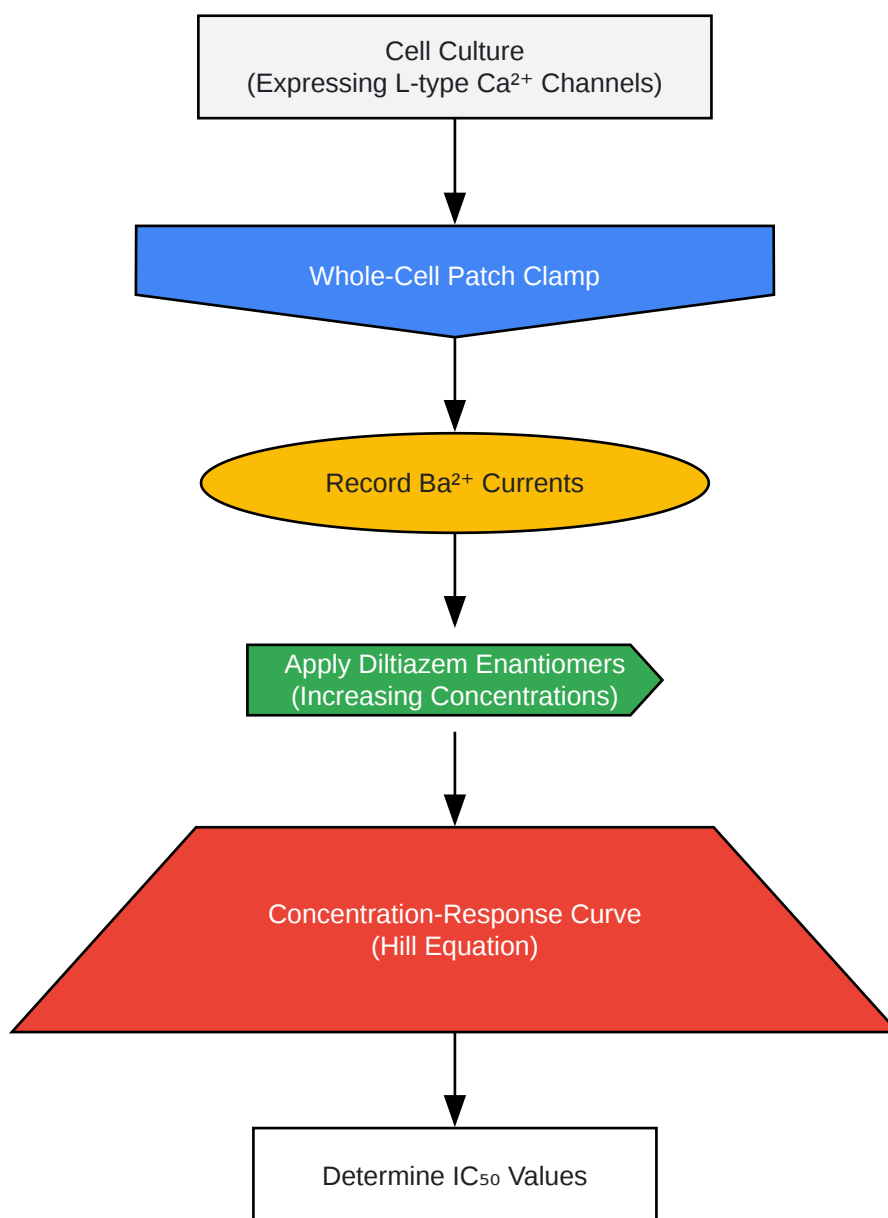 Cell Culture
(Expressing L-type Ca²⁺ Channels)
Whole-Cell Patch Clamp
Record Ba²⁺ Currents
Apply Diltiazem Enantiomers
(Increasing Concentrations)
Concentration-Response Curve
(Hill Equation)
Determine IC₅₀ Values